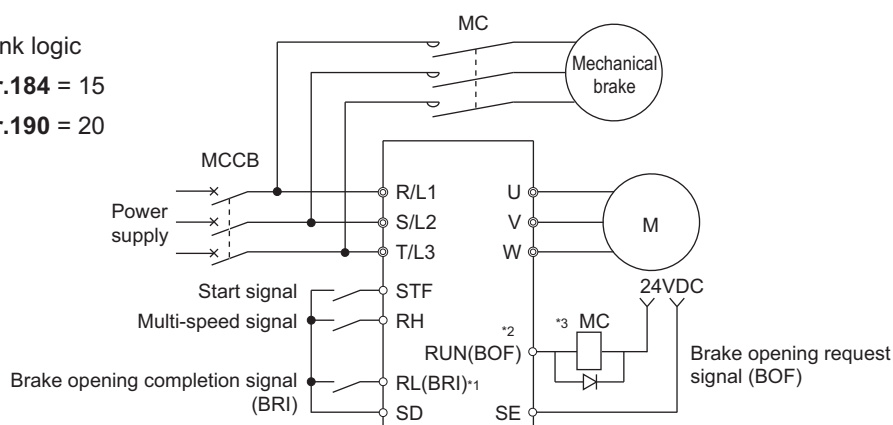 MC
nk logic
r.184 = 15
r.190 = 20
Mechanical
brake
MCCB
Power
supply
R/L1
S/L2
T/L3
U
V
W
M
24VDC
Start signal
STF
Multi-speed signal
RH
*2
*3 MC
RUN(BOF)
Brake opening request
signal (BOF)
Brake opening completion signal
(BRI)
RL(BRI)*1
SD
SE